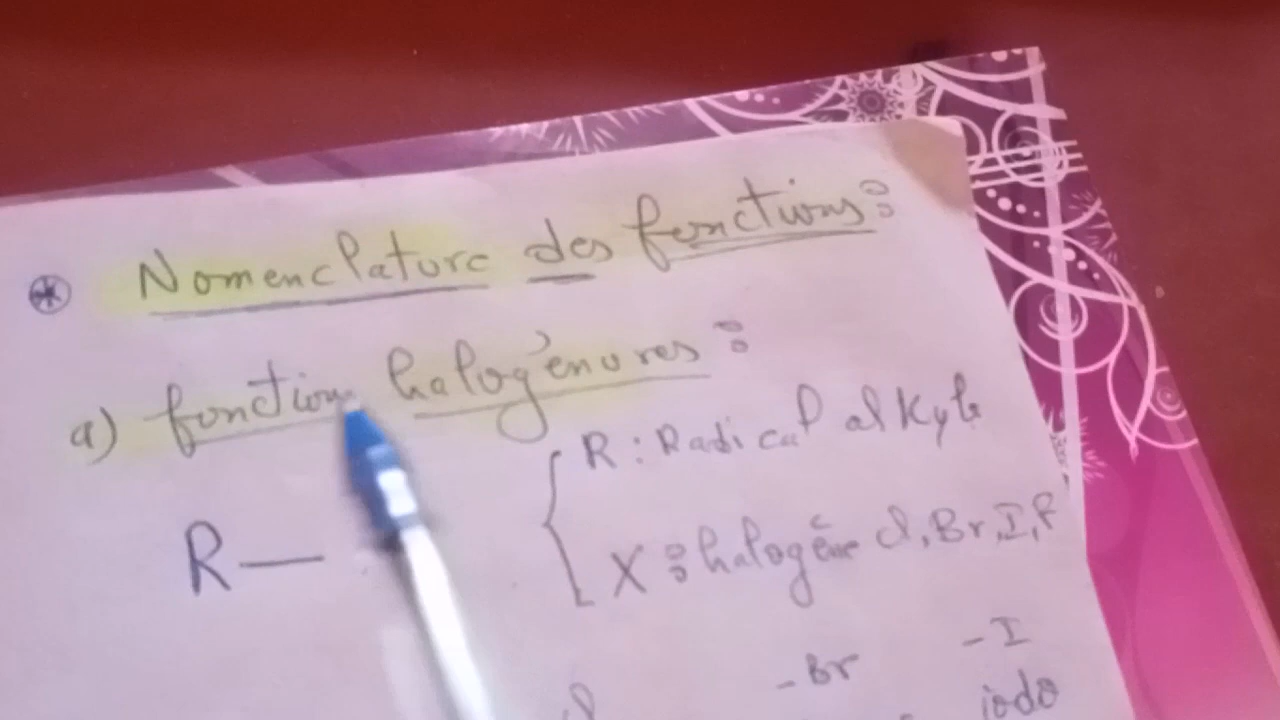 * Nomenclature des fonctions:
a) fonction halogénures:
R: Radical alkyle
R—
X: halogène Cl, Br, I, F
-Br -I
iodo